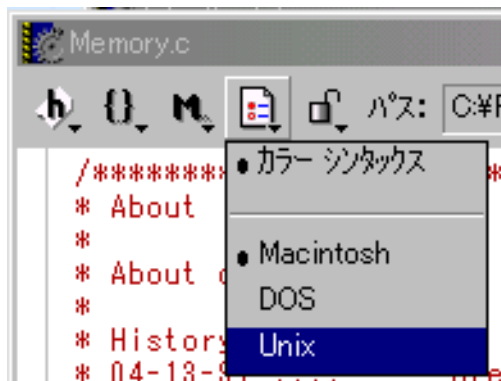 Memory.c
h {} M パス: C:¥F
/********* 
* About
*
* About
*
* History
* 04-13-
カラー シンタックス
Macintosh
DOS
Unix